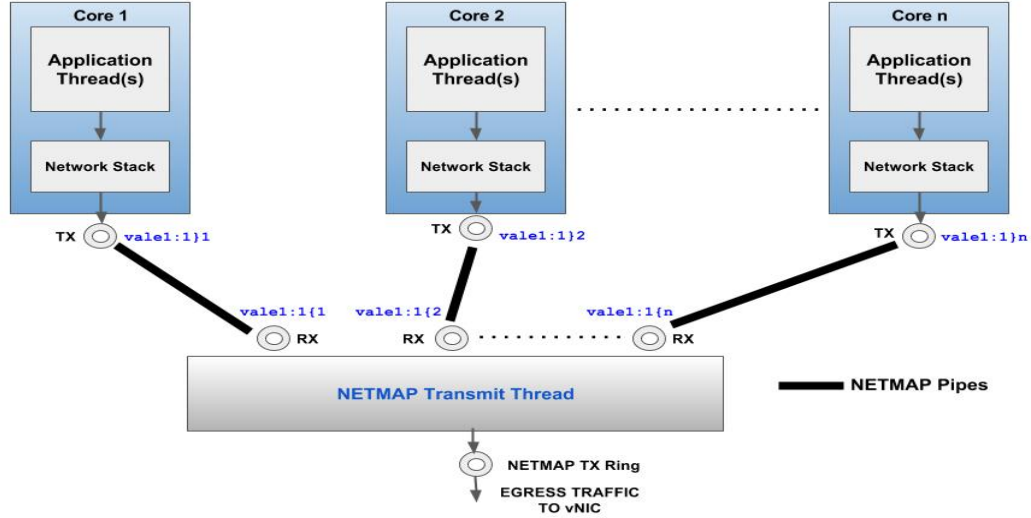 Core 1
Core 2
Core n
Application
Thread(s)
Application
Thread(s)
Application
Thread(s)
Network Stack
Network Stack
Network Stack
TX
vale1:1}1
TX
vale1:1}2
TX
vale1:1}n
vale1:1{1
vale1:1{2
vale1:1{n
RX
RX
RX
NETMAP Transmit Thread
NETMAP Pipes
NETMAP TX Ring
EGRESS TRAFFIC
TO vNIC